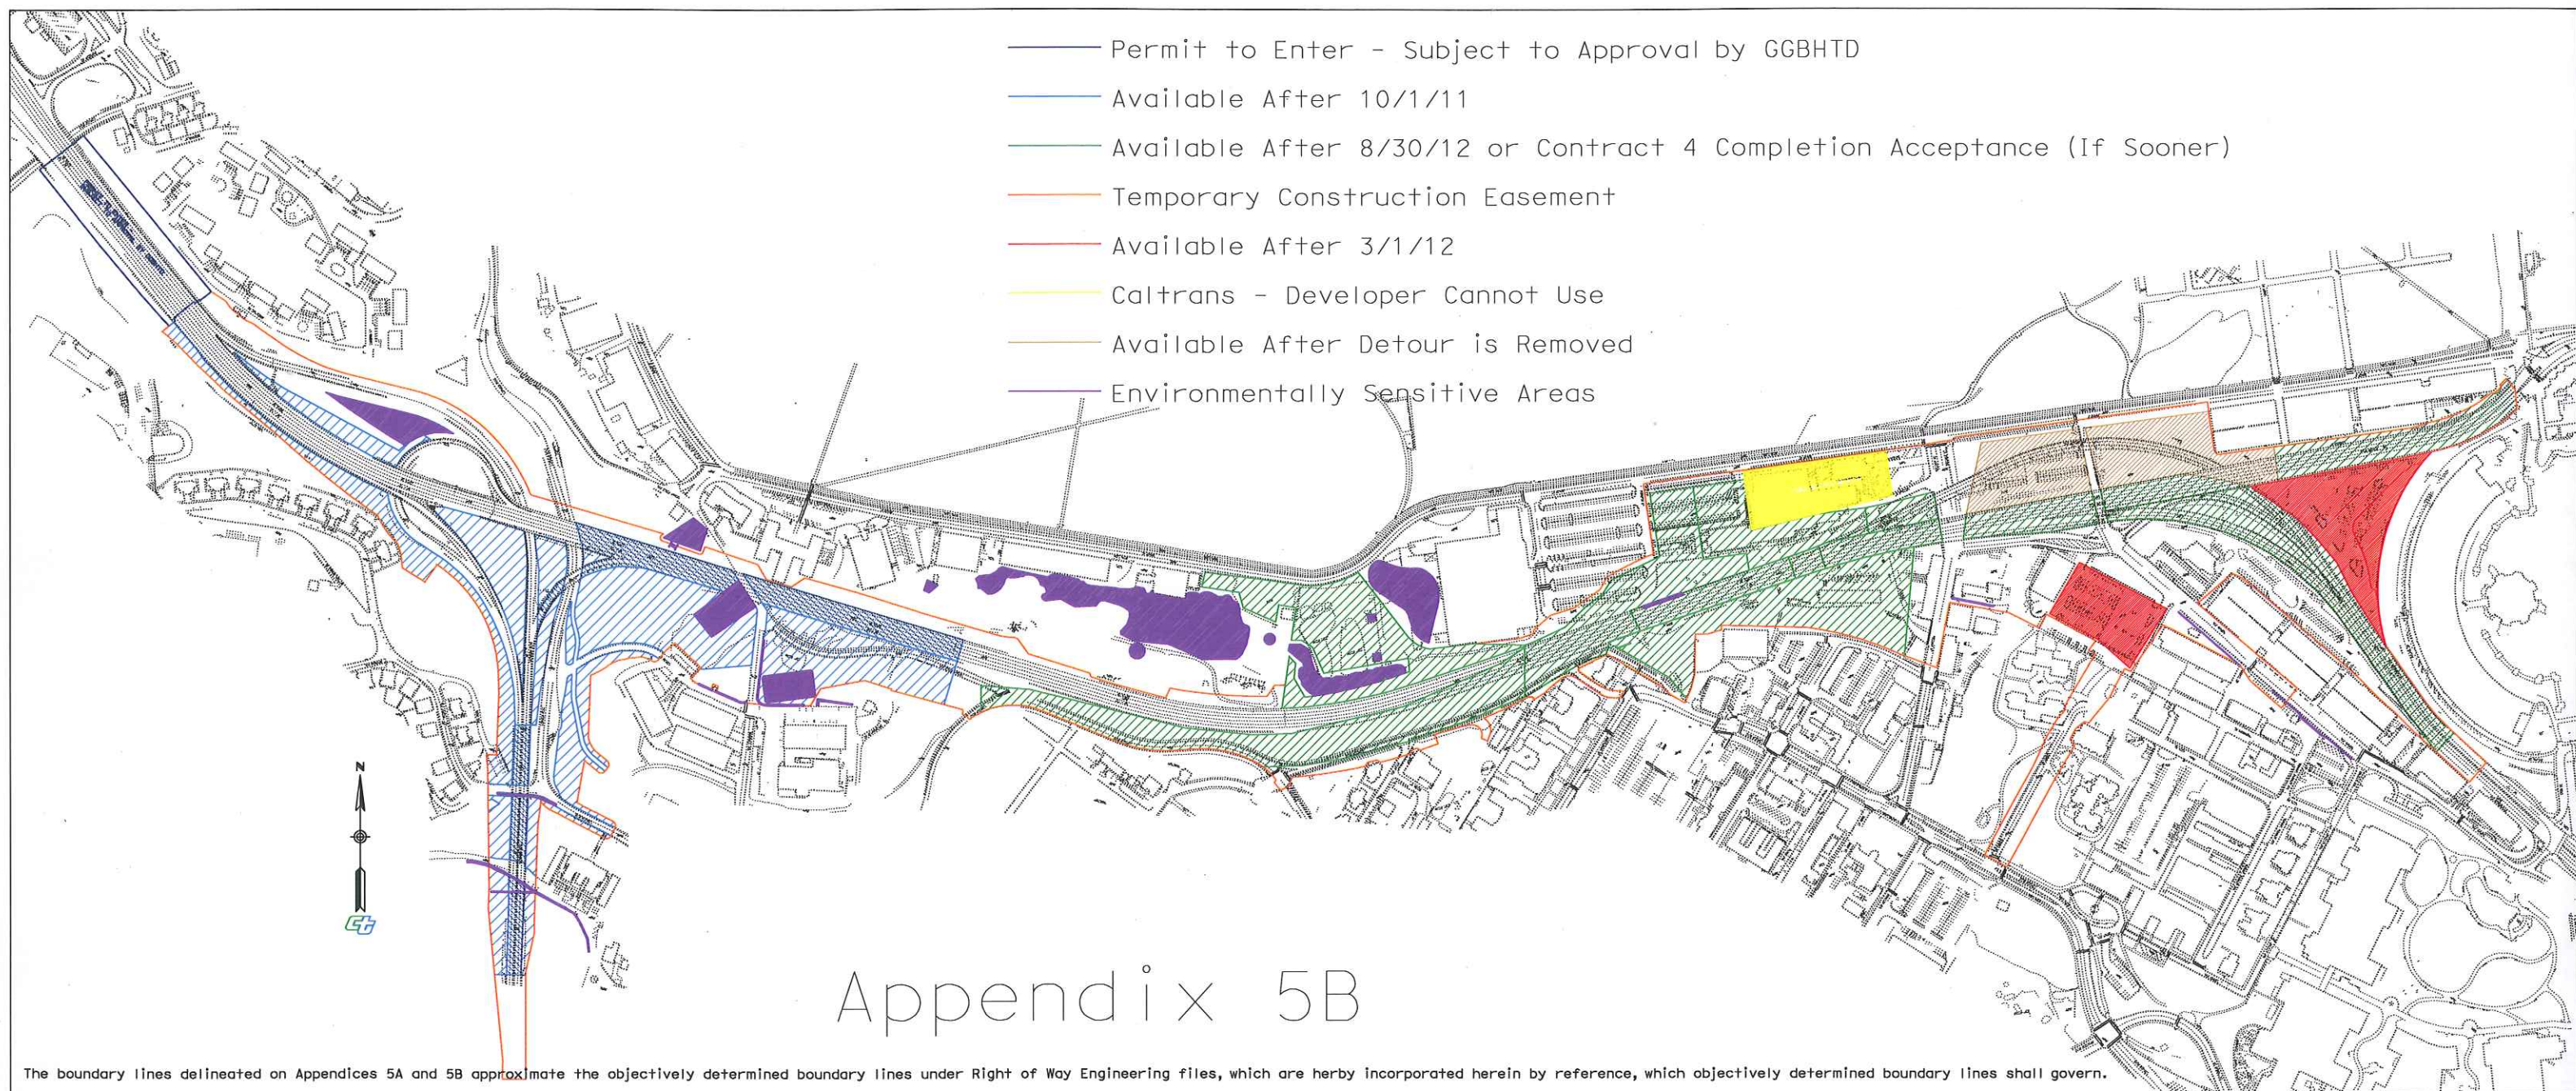 Permit to Enter - Subject to Approval by GGBHTD
Available After 10/1/11
Available After 8/30/12 or Contract 4 Completion Acceptance (If Sooner)
Temporary Construction Easement
Available After 3/1/12
Caltrans - Developer Cannot Use
Available After Detour is Removed
Environmentally Sensitive Areas
N
ct
Appendix 5B
The boundary lines delineated on Appendices 5A and 5B approximate the objectively determined boundary lines under Right of Way Engineering files, which are herby incorporated herein by reference, which objectively determined boundary lines shall govern.